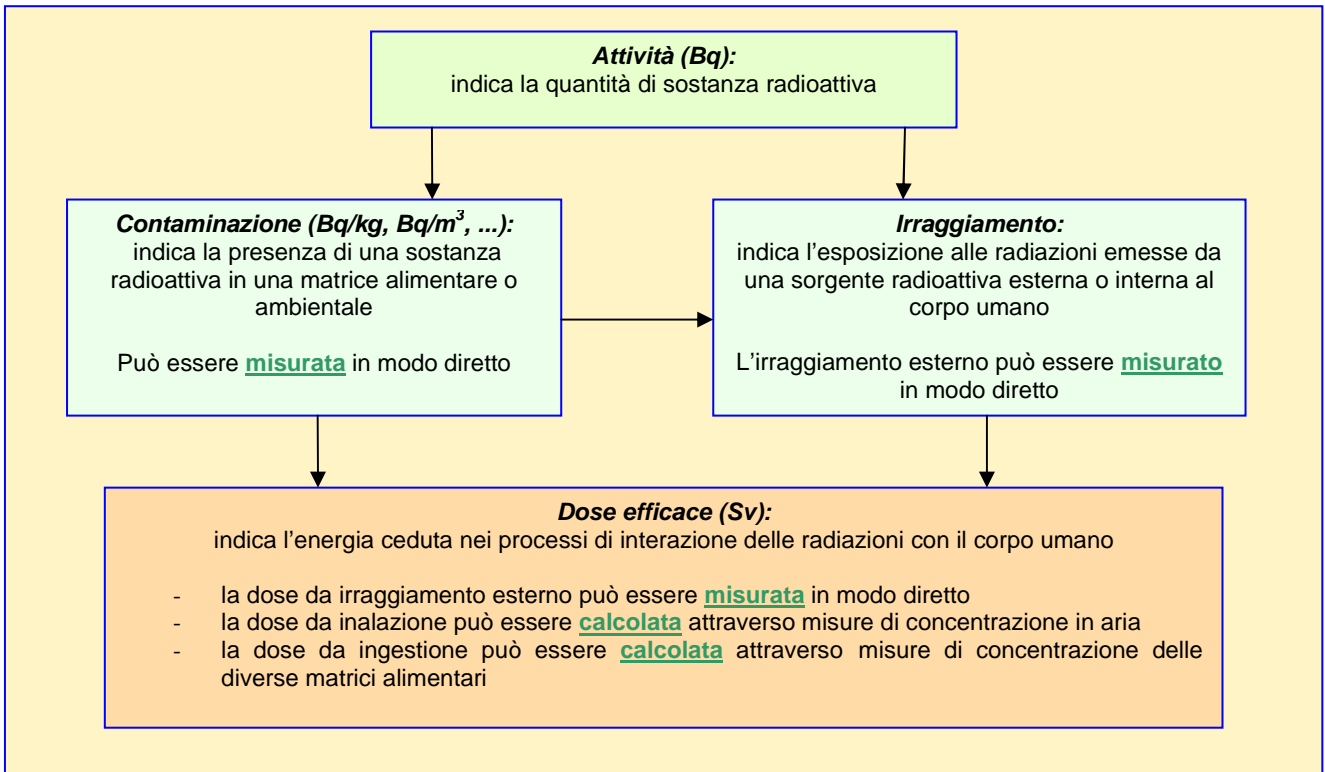 Attività (Bq):
indica la quantità di sostanza radioattiva
Contaminazione (Bq/kg, Bq/m³, ...):
indica la presenza di una sostanza
radioattiva in una matrice alimentare o
ambientale
Può essere misurata in modo diretto
Irraggiamento:
indica l’esposizione alle radiazioni emesse da
una sorgente radioattiva esterna o interna al
corpo umano
L’irraggiamento esterno può essere misurato
in modo diretto
Dose efficace (Sv):
indica l’energia ceduta nei processi di interazione delle radiazioni con il corpo umano
- la dose da irraggiamento esterno può essere misurata in modo diretto
- la dose da inalazione può essere calcolata attraverso misure di concentrazione in aria
- la dose da ingestione può essere calcolata attraverso misure di concentrazione delle
diverse matrici alimentari